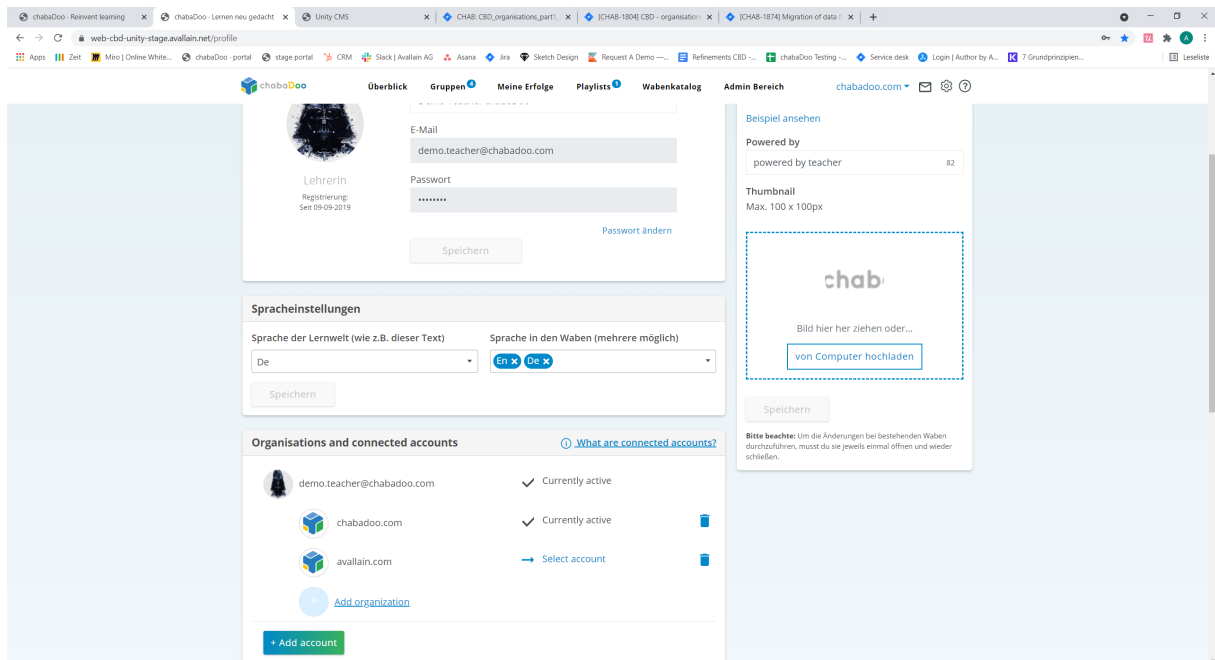 chabaDoo - Reinvent learning
chabaDoo - Lernen neu gedacht
Unity CMS
CHAB: CBD_organisations_part1_
[CHAB-1804] CBD - organisation
[CHAB-1874] Migration of data f
web-cbd-unity-stage.avallain.net/profile
Apps
Zeit
Miro | Online White...
chabaDoo - portal
stage portal
CRM
Slack | Avallain AG
Asana
Jira
Sketch Design
Request A Demo —...
Refinements CBD -...
chabaDoo Testing -...
Service desk
Login | Author by A...
7 Grundprinzipien...
Leseliste
chabaDoo
Überblick
Gruppen 4
Meine Erfolge
Playlists 1
Wabenkatalog
Admin Bereich
chabadoo.com
E-Mail
demo.teacher@chabadoo.com
LehrerIn
Registrierung:
Seit 09-09-2019
Passwort
••••••••
Passwort ändern
Speichern
Beispiel ansehen
Powered by
powered by teacher 82
Thumbnail
Max. 100 x 100px
chab
Bild hier her ziehen oder...
von Computer hochladen
Speichern
Bitte beachte: Um die Änderungen bei bestehenden Waben
durchzuführen, musst du sie jeweils einmal öffnen und wieder
schließen.
Spracheinstellungen
Sprache der Lernwelt (wie z.B. dieser Text)
De
Sprache in den Waben (mehrere möglich)
En x De x
Speichern
Organisations and connected accounts
What are connected accounts?
demo.teacher@chabadoo.com
Currently active
chabadoo.com
Currently active
avallain.com
Select account
Add organization
+ Add account